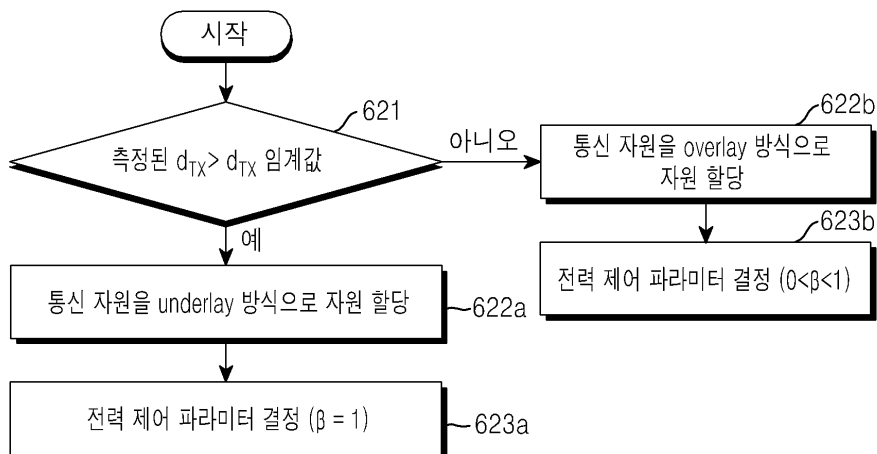 시작
621
측정된 d_TX> d_TX 임계값
아니오
예
622b
통신 자원을 overlay 방식으로
자원 할당
623b
전력 제어 파라미터 결정 (0<β<1)
통신 자원을 underlay 방식으로 자원 할당
622a
전력 제어 파라미터 결정 (β = 1)
623a